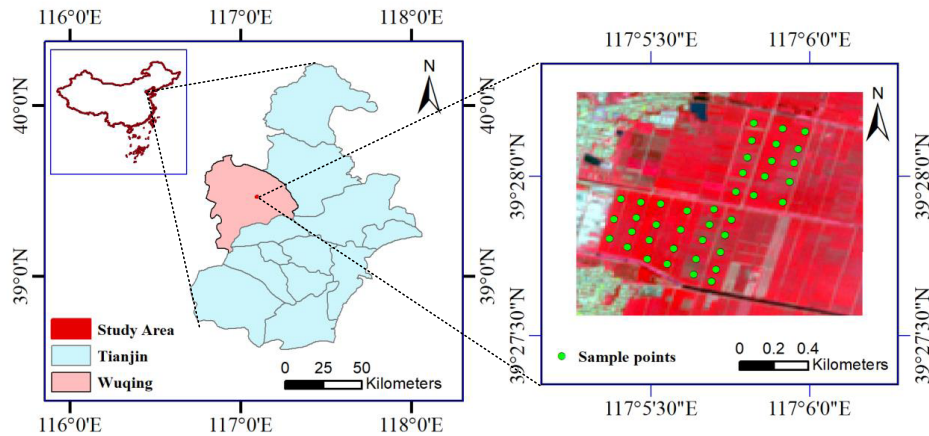 116°0'E 117°0'E 118°0'E
117°5'30"E 117°6'0"E
N
N
40°0'N
40°0'N
39°28'0"N
39°28'0"N
39°0'N
39°0'N
39°27'30"N
39°27'30"N
Study Area
Tianjin
Wuqing
0 25 50
Kilometers
Sample points
0 0.2 0.4
Kilometers
116°0'E 117°0'E 118°0'E
117°5'30"E 117°6'0"E